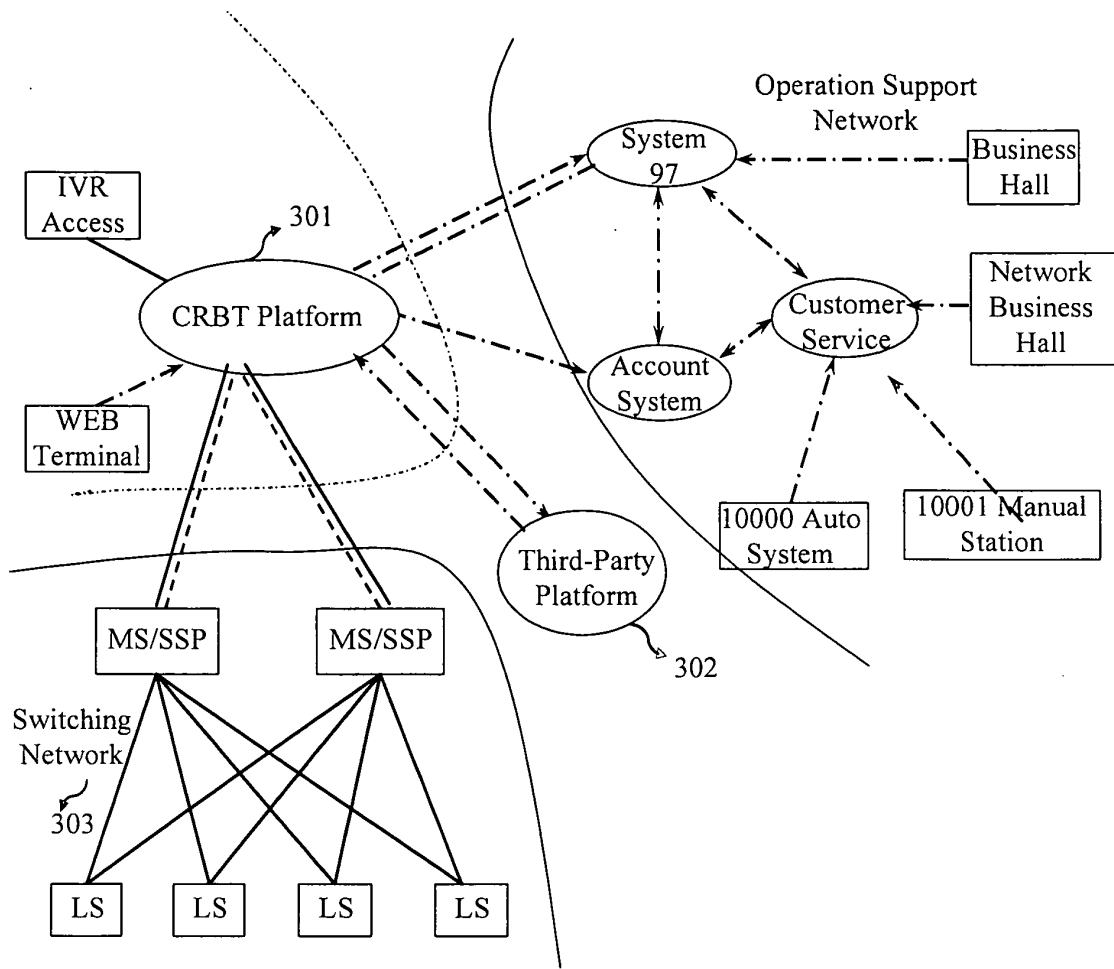 Operation Support
Network
System
97
Business
Hall
IVR
Access
301
CRBT Platform
Network
Business
Hall
Customer
Service
Account
System
WEB
Terminal
10000 Auto
System
10001 Manual
Station
Third-Party
Platform
302
MS/SSP
MS/SSP
Switching
Network
303
LS
LS
LS
LS